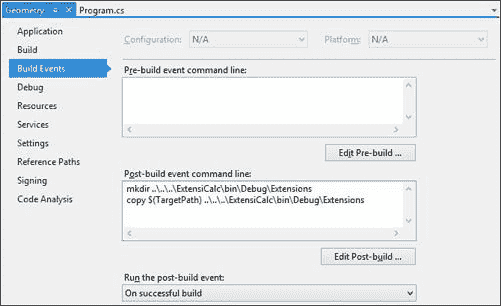 Geometry
Program.cs
Application
Build
Build Events
Debug
Resources
Services
Settings
Reference Paths
Signing
Code Analysis
Configuration: N/A
Platform: N/A
Pre-build event command line:
Edit Pre-build ...
Post-build event command line:
mkdir ..\..\..\ExtensiCalc\bin\Debug\Extensions
copy $(TargetPath) ..\..\..\ExtensiCalc\bin\Debug\Extensions
Edit Post-build ...
Run the post-build event:
On successful build